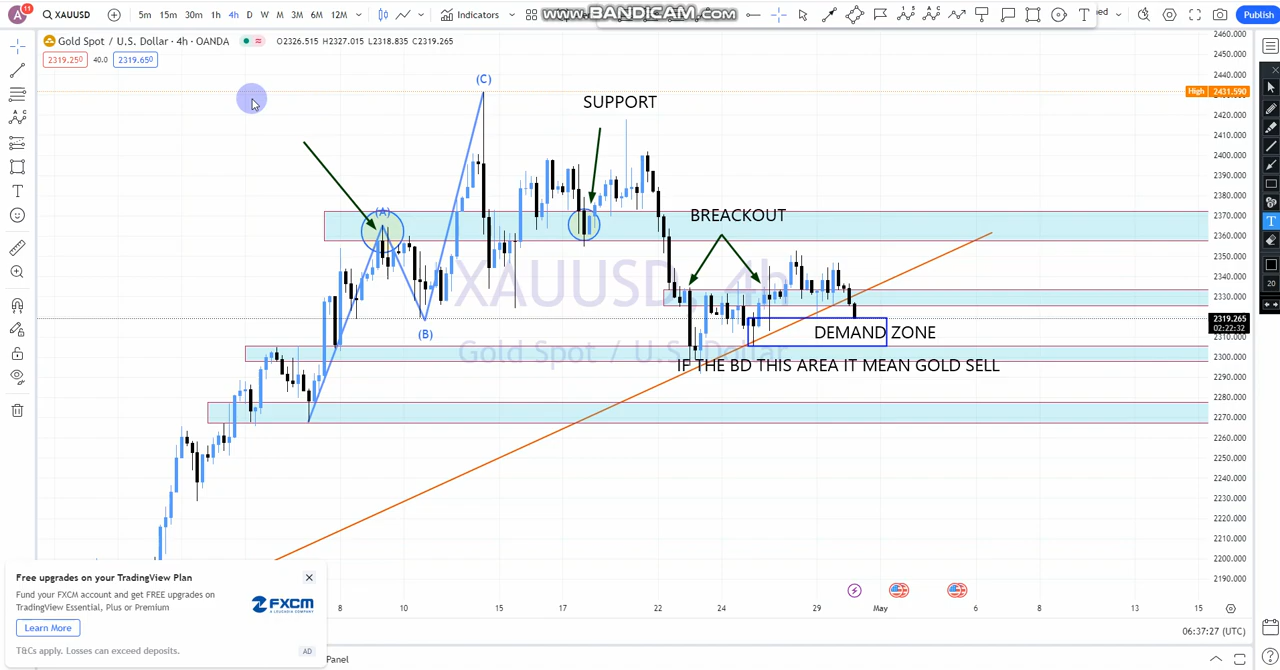 A 11 XAUUSD 5m 15m 30m 1h 4h D W M 3M 6M 12M Indicators www.BANDICAM.com Publish
Gold Spot / U.S. Dollar · 4h · OANDA O2326.515 H2327.015 L2318.835 C2319.265
2319.250 40.0 2319.650
(C)
SUPPORT
(A)
BREACKOUT
XAUUSD, 4h
(B)
DEMAND ZONE
Gold Spot / U.S. Dollar
IF THE BD THIS AREA IT MEAN GOLD SELL
2460.000
2450.000
2440.000
High 2431.590
2420.000
2410.000
2400.000
2390.000
2380.000
2370.000
2360.000
2350.000
2340.000
2330.000
2319.265
02:22:32
2300.000
2290.000
2280.000
2270.000
2260.000
2250.000
2240.000
2230.000
2220.000
2210.000
2200.000
2190.000
20
Free upgrades on your TradingView Plan
Fund your FXCM account and get FREE upgrades on
TradingView Essential, Plus or Premium
FXCM
Learn More
T&Cs apply. Losses can exceed deposits. AD
8 10 15 17 22 24 29 May 6 8 13 15
06:37:27 (UTC)
Panel